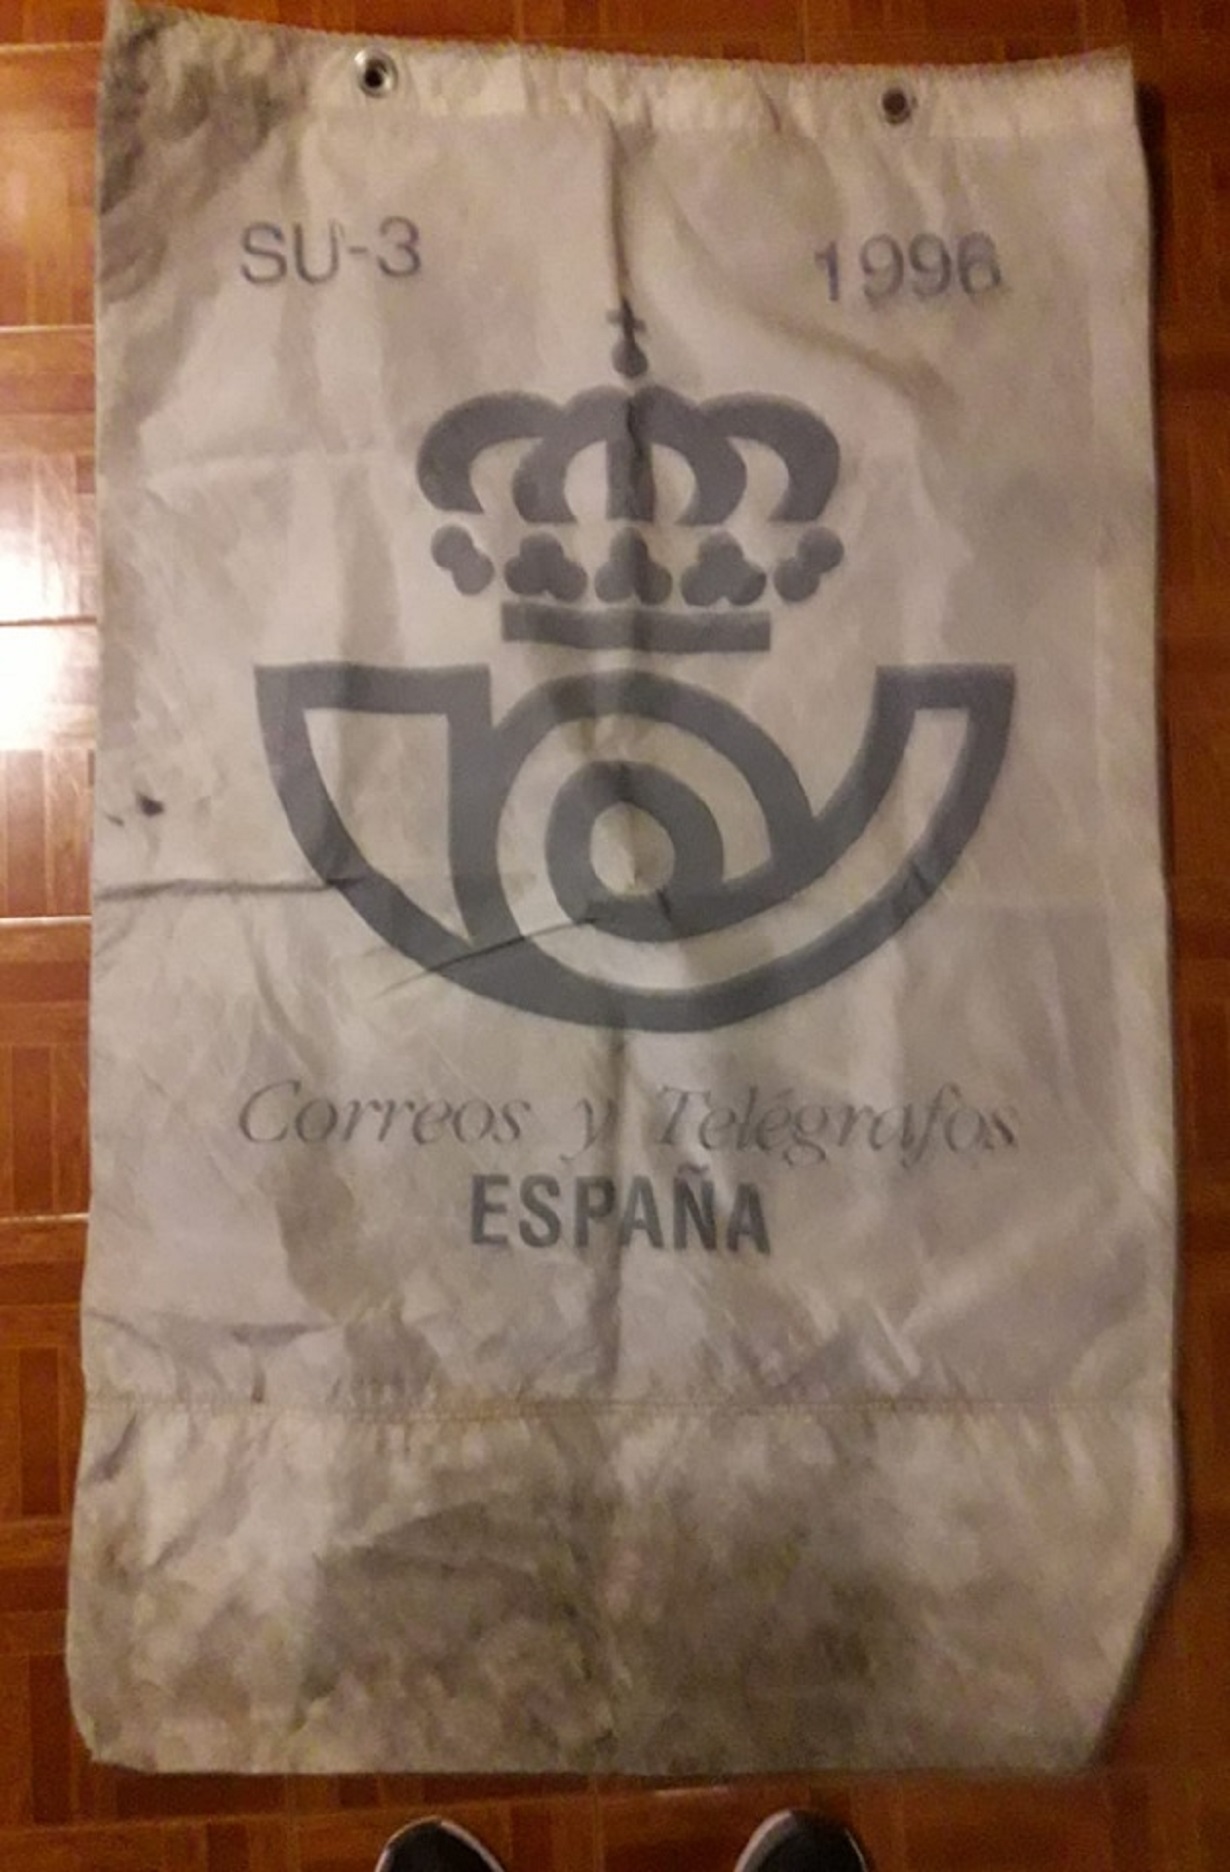 SU-3 1996
Correos y Telégrafos
ESPAÑA